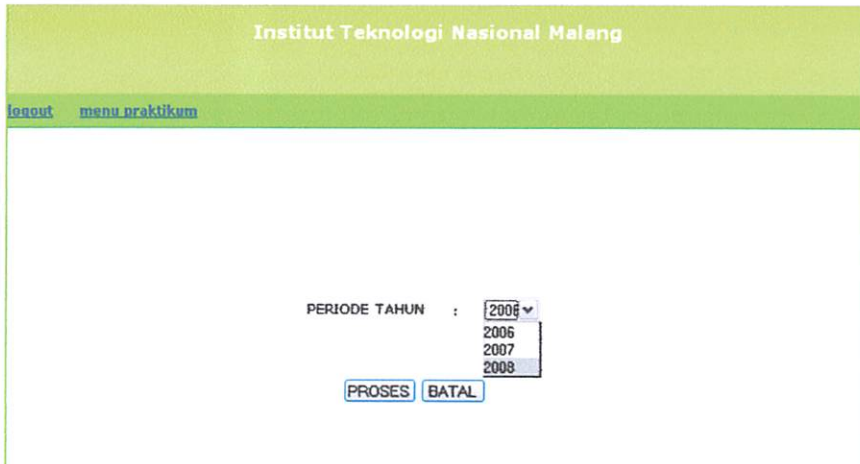 Institut Teknologi Nasional Malang
logout menu praktikum
PERIODE TAHUN :
2006
2007
2008
PROSES BATAL